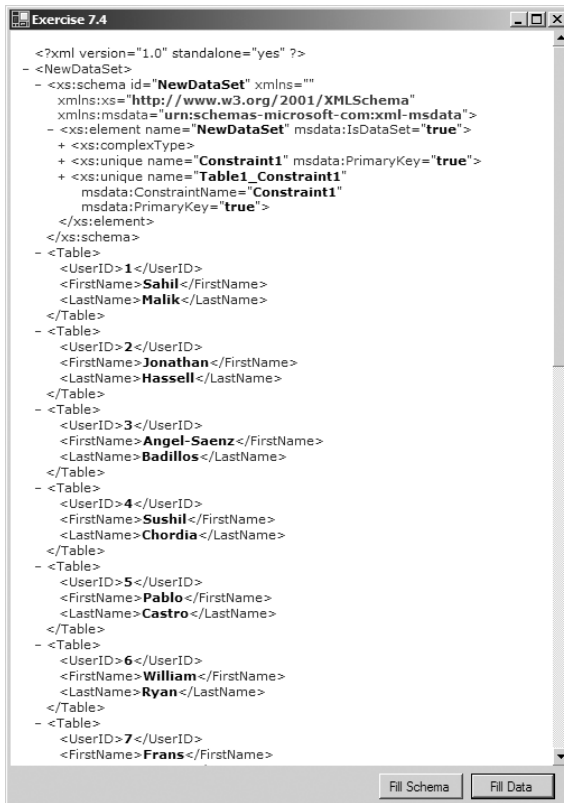 Exercise 7.4
<?xml version="1.0" standalone="yes" ?>
- <NewDataSet>
- <xs:schema id="NewDataSet" xmlns=""
xmlns:xs="http://www.w3.org/2001/XMLSchema"
xmlns:msdata="urn:schemas-microsoft-com:xml-msdata">
- <xs:element name="NewDataSet" msdata:IsDataSet="true">
+ <xs:complexType>
+ <xs:unique name="Constraint1" msdata:PrimaryKey="true">
+ <xs:unique name="Table1_Constraint1"
msdata:ConstraintName="Constraint1"
msdata:PrimaryKey="true">
</xs:element>
</xs:schema>
- <Table>
<UserID>1</UserID>
<FirstName>Sahil</FirstName>
<LastName>Malik</LastName>
</Table>
- <Table>
<UserID>2</UserID>
<FirstName>Jonathan</FirstName>
<LastName>Hassell</LastName>
</Table>
- <Table>
<UserID>3</UserID>
<FirstName>Angel-Saenz</FirstName>
<LastName>Badillos</LastName>
</Table>
- <Table>
<UserID>4</UserID>
<FirstName>Sushil</FirstName>
<LastName>Chordia</LastName>
</Table>
- <Table>
<UserID>5</UserID>
<FirstName>Pablo</FirstName>
<LastName>Castro</LastName>
</Table>
- <Table>
<UserID>6</UserID>
<FirstName>William</FirstName>
<LastName>Ryan</LastName>
</Table>
- <Table>
<UserID>7</UserID>
<FirstName>Frans</FirstName>
Fill Schema Fill Data